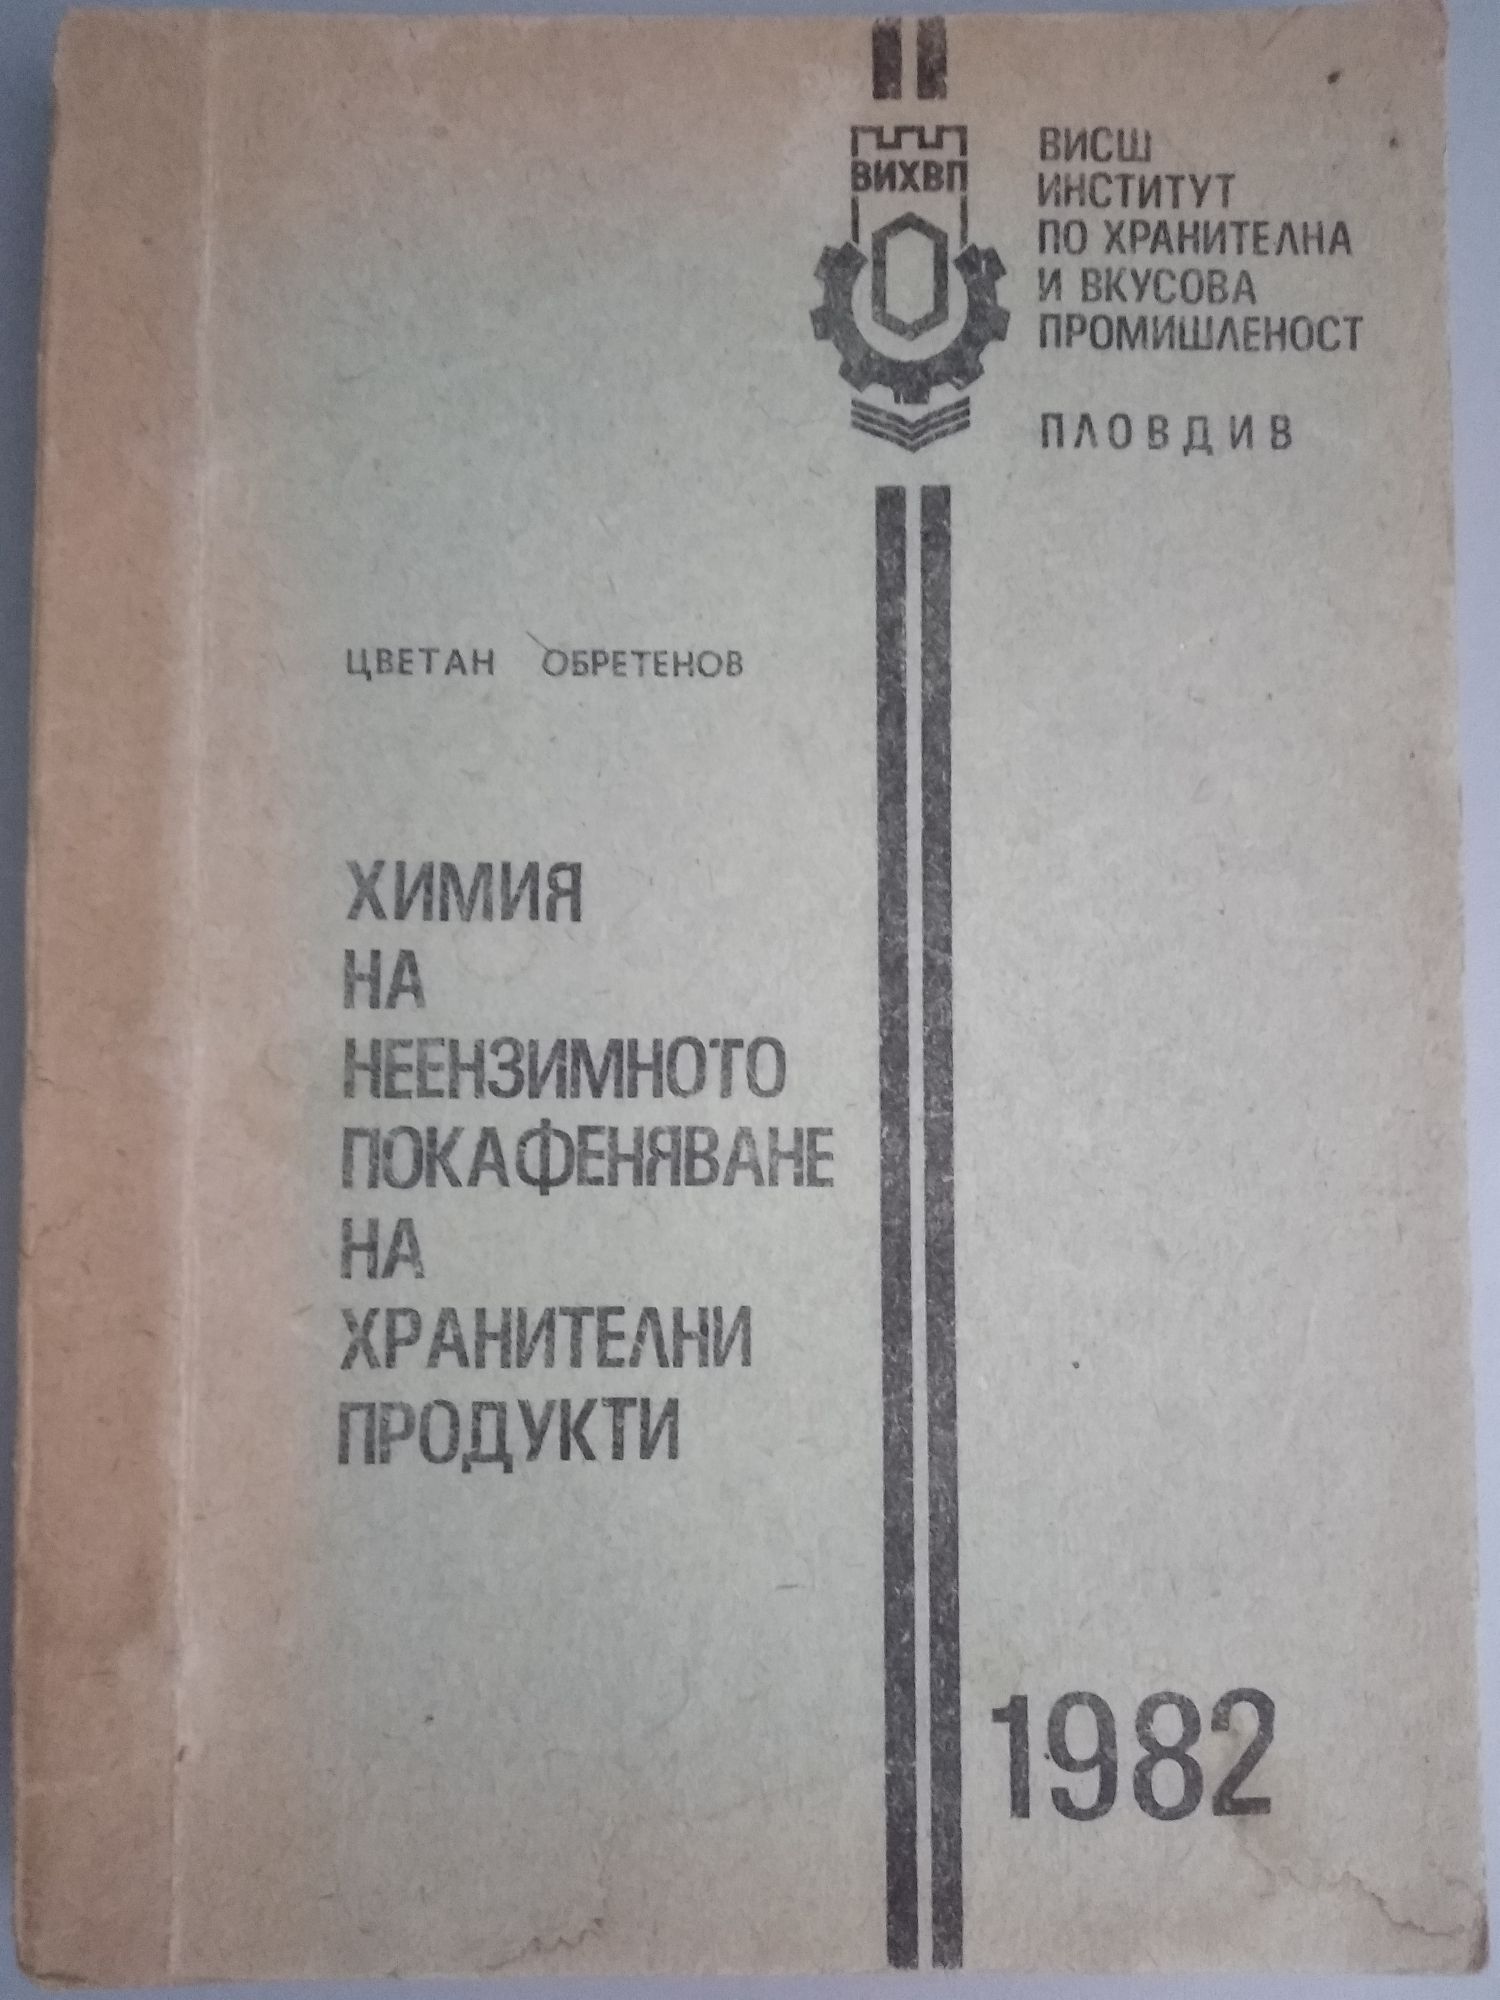 ВИХВП
ВИСШ
ИНСТИТУТ
ПО ХРАНИТЕЛНА
И ВКУСОВА
ПРОМИШЛЕНОСТ
ПЛОВДИВ
ЦВЕТАН ОБРЕТЕНОВ
ХИМИЯ
НА
НЕЕНЗИМНОТО
ПОКАФЕНЯВАНЕ
НА
ХРАНИТЕЛНИ
ПРОДУКТИ
1982